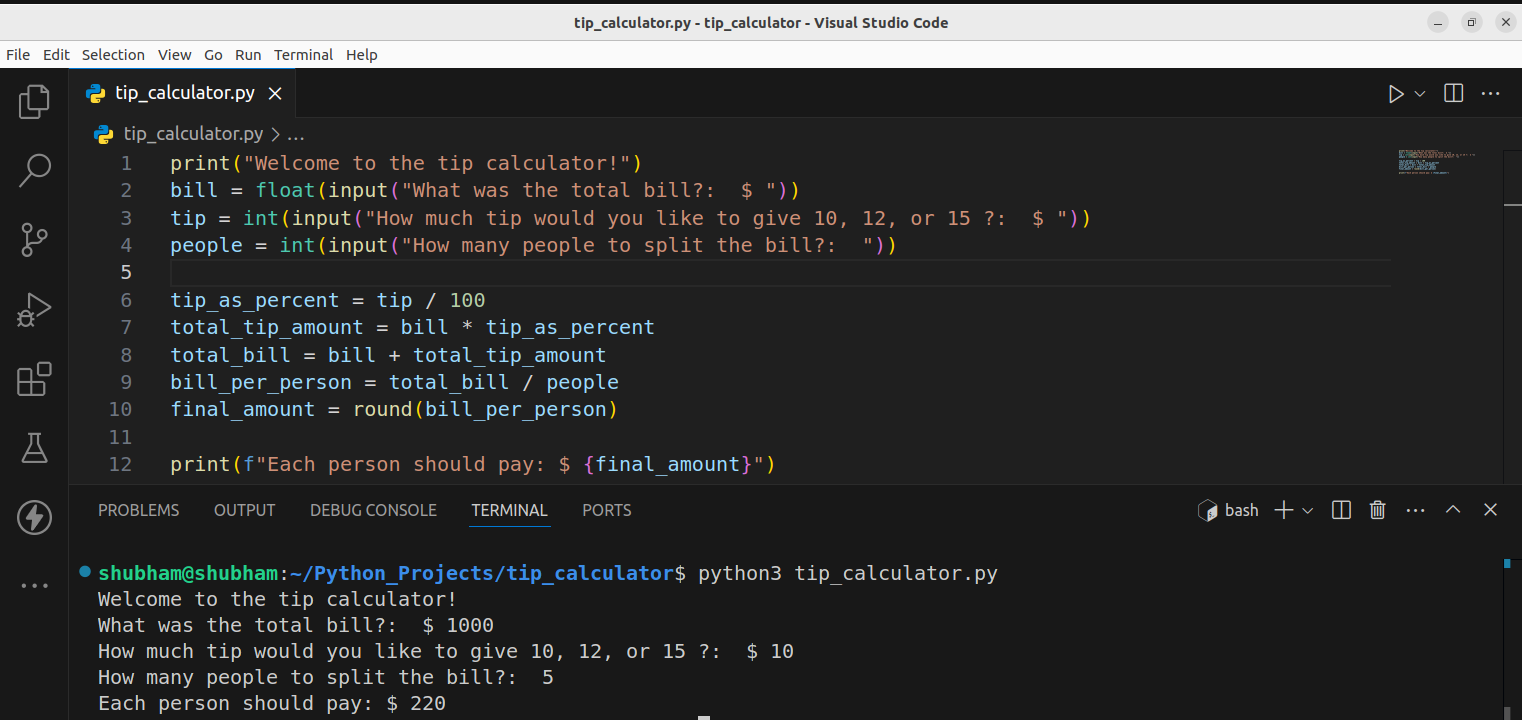 tip_calculator.py - tip_calculator - Visual Studio Code
File Edit Selection View Go Run Terminal Help
tip_calculator.py
tip_calculator.py > ...
1 print("Welcome to the tip calculator!")
2 bill = float(input("What was the total bill?:  $ "))
3 tip = int(input("How much tip would you like to give 10, 12, or 15 ?:  $ "))
4 people = int(input("How many people to split the bill?:  "))
5
6 tip_as_percent = tip / 100
7 total_tip_amount = bill * tip_as_percent
8 total_bill = bill + total_tip_amount
9 bill_per_person = total_bill / people
10 final_amount = round(bill_per_person)
11
12 print(f"Each person should pay: $ {final_amount}")
PROBLEMS OUTPUT DEBUG CONSOLE TERMINAL PORTS bash
shubham@shubham:~/Python_Projects/tip_calculator$ python3 tip_calculator.py
Welcome to the tip calculator!
What was the total bill?:  $ 1000
How much tip would you like to give 10, 12, or 15 ?:  $ 10
How many people to split the bill?:  5
Each person should pay: $ 220